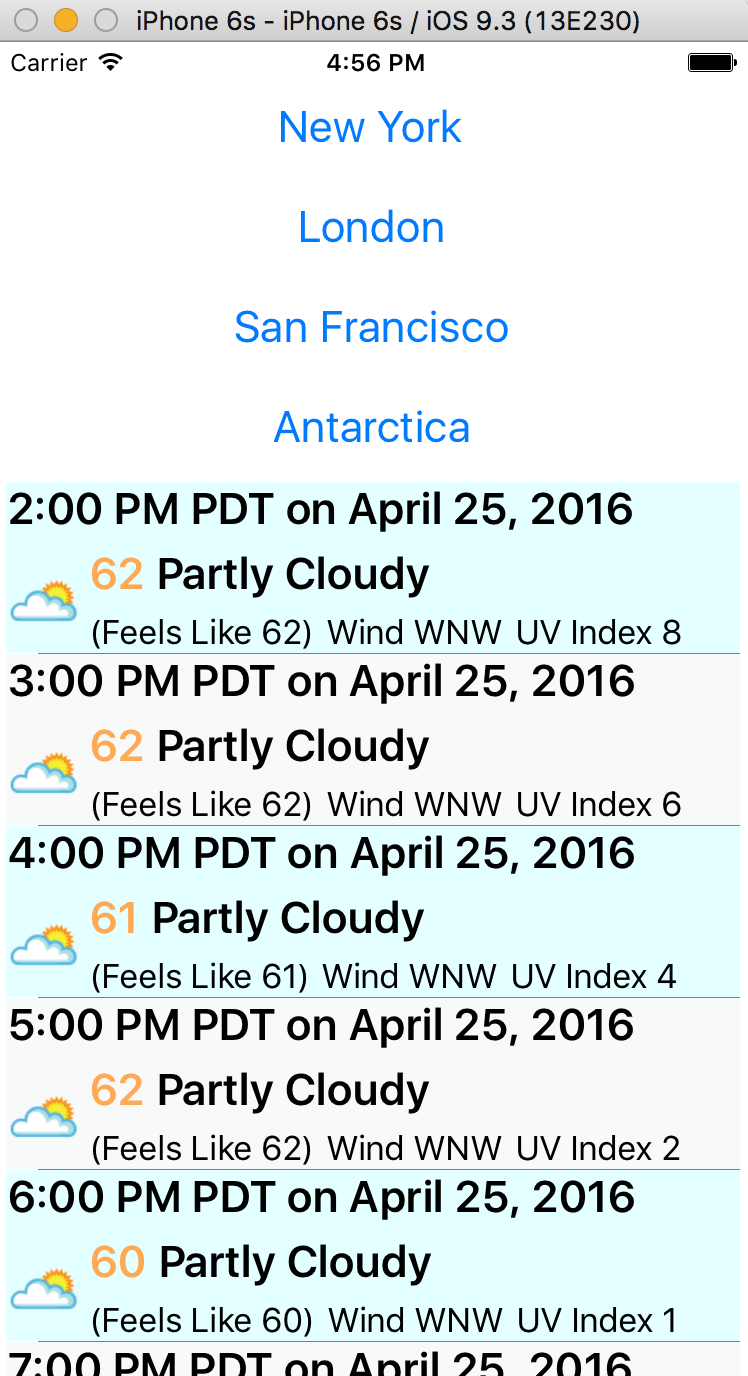 iPhone 6s - iPhone 6s / iOS 9.3 (13E230)
Carrier 4:56 PM
New York
London
San Francisco
Antarctica
2:00 PM PDT on April 25, 2016
62 Partly Cloudy
(Feels Like 62) Wind WNW UV Index 8
3:00 PM PDT on April 25, 2016
62 Partly Cloudy
(Feels Like 62) Wind WNW UV Index 6
4:00 PM PDT on April 25, 2016
61 Partly Cloudy
(Feels Like 61) Wind WNW UV Index 4
5:00 PM PDT on April 25, 2016
62 Partly Cloudy
(Feels Like 62) Wind WNW UV Index 2
6:00 PM PDT on April 25, 2016
60 Partly Cloudy
(Feels Like 60) Wind WNW UV Index 1
7:00 PM PDT on April 25, 2016